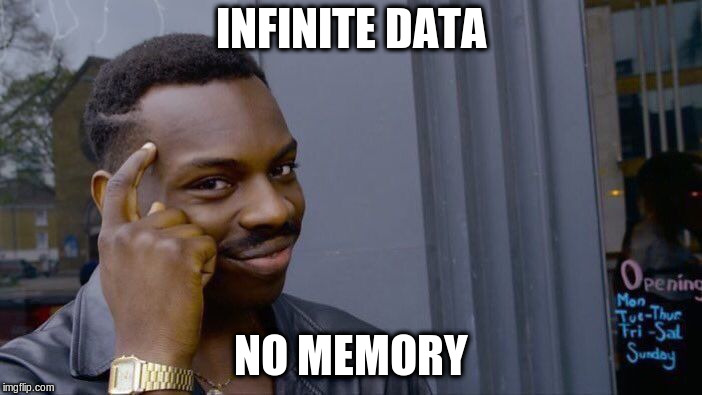 INFINITE DATA
Opening
Mon
Tue-Thur
Fri-Sat
Sunday
NO MEMORY
imgflip.com